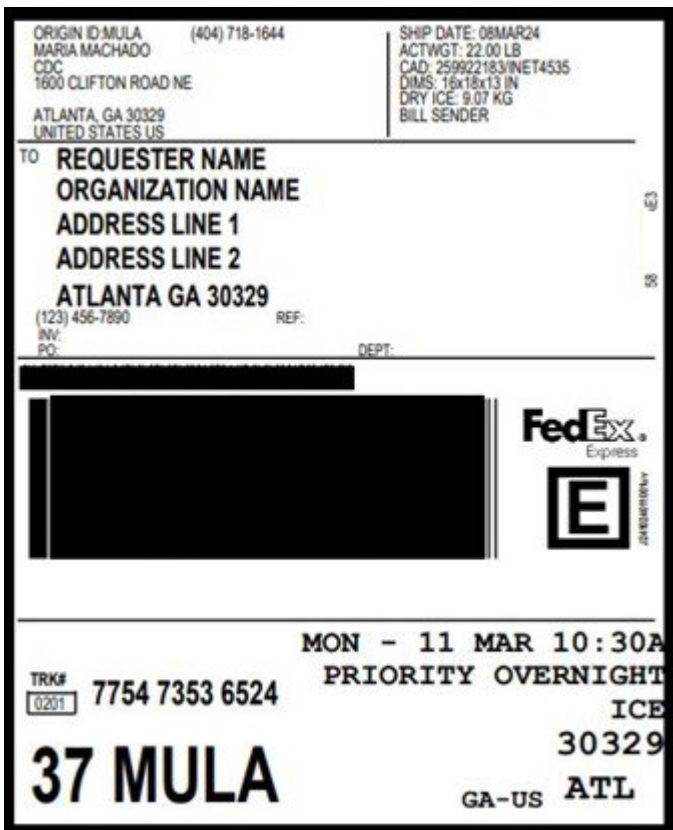 ORIGIN ID:MULA (404) 718-1644
MARIA MACHADO
CDC
1600 CLIFTON ROAD NE
ATLANTA, GA 30329
UNITED STATES US
SHIP DATE: 08MAR24
ACTWGT: 22.00 LB
CAD: 259922183/INET4535
DIMS: 16x18x13 IN
DRY ICE: 9.07 KG
BILL SENDER
TO REQUESTER NAME
ORGANIZATION NAME
ADDRESS LINE 1
ADDRESS LINE 2
ATLANTA GA 30329
(123) 456-7890 REF:
INV:
PO: DEPT:
FedEx®
Express
E
MON - 11 MAR 10:30A
PRIORITY OVERNIGHT
TRK#
0201 7754 7353 6524
ICE
30329
37 MULA
GA-US ATL